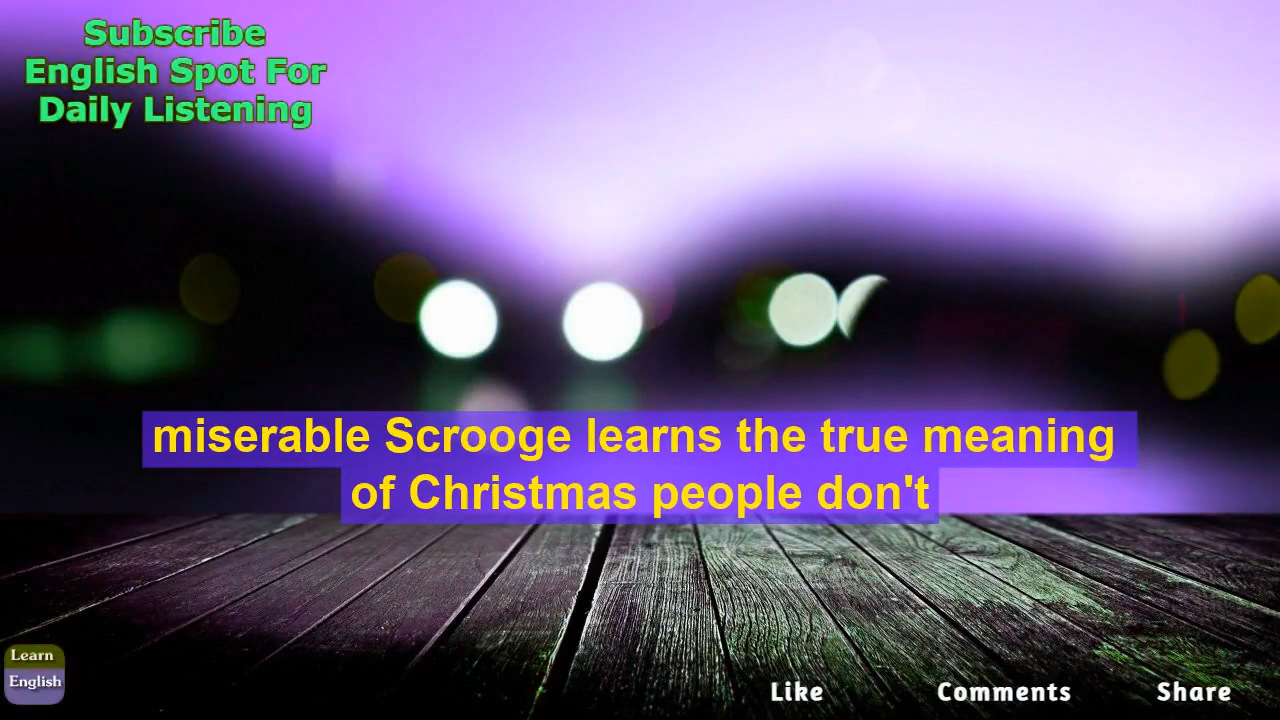 Subscribe
English Spot For
Daily Listening
miserable Scrooge learns the true meaning
of Christmas people don't
Learn
English
Like
Comments
Share